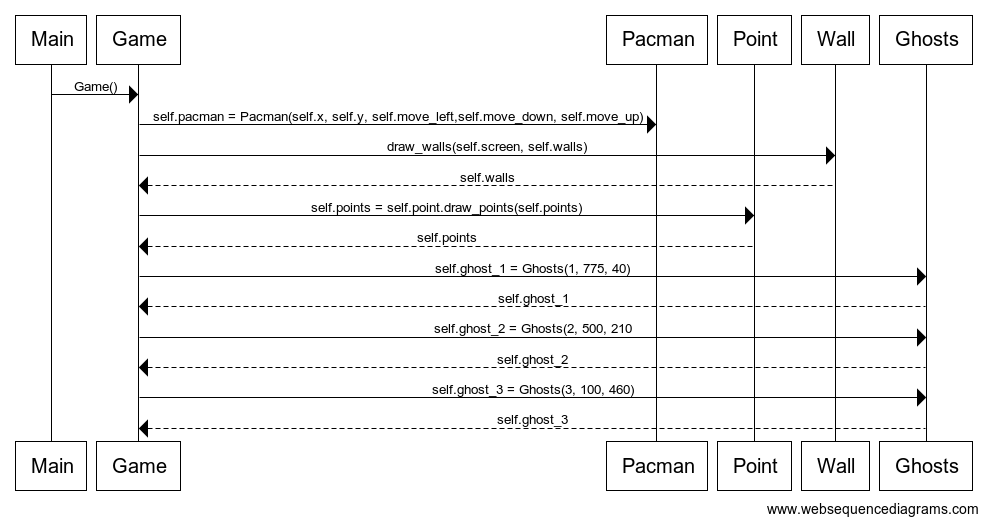 Main Game Pacman Point Wall Ghosts
Game()
self.pacman = Pacman(self.x, self.y, self.move_left,self.move_down, self.move_up)
draw_walls(self.screen, self.walls)
self.walls
self.points = self.point.draw_points(self.points)
self.points
self.ghost_1 = Ghosts(1, 775, 40)
self.ghost_1
self.ghost_2 = Ghosts(2, 500, 210
self.ghost_2
self.ghost_3 = Ghosts(3, 100, 460)
self.ghost_3
Main Game Pacman Point Wall Ghosts
www.websequencediagrams.com